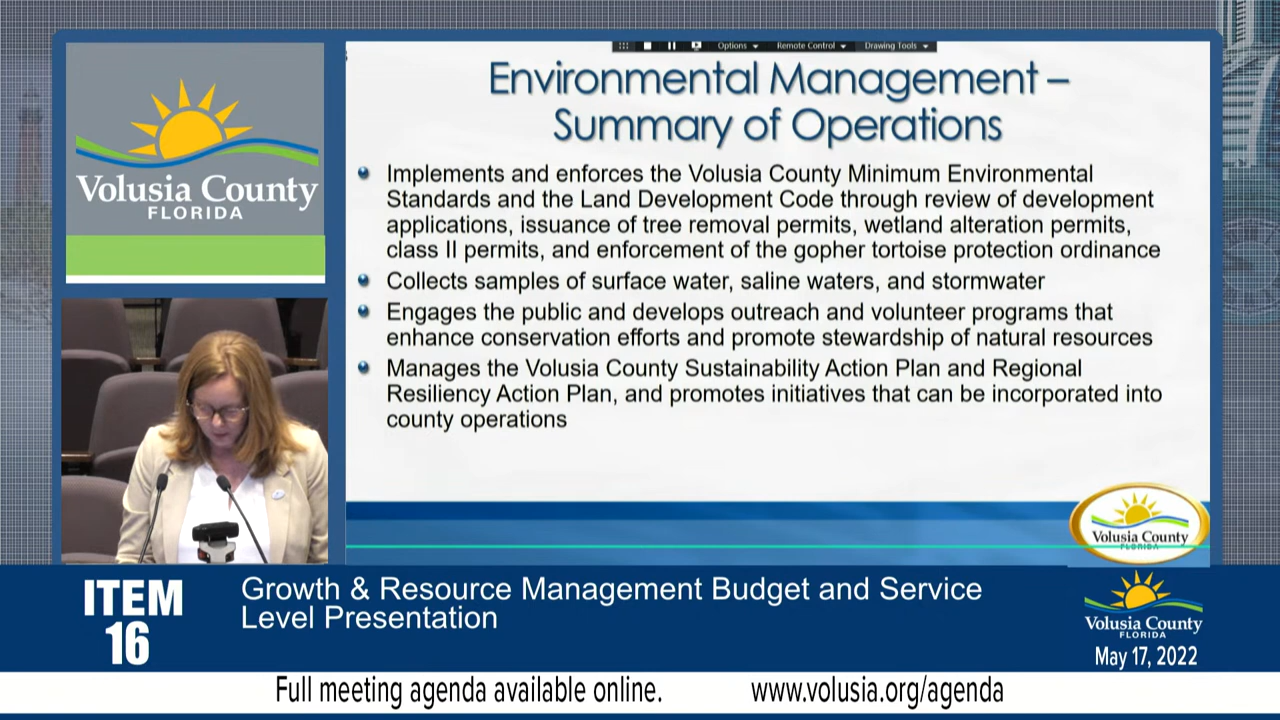 Volusia County
FLORIDA
Options
Remote Control
Drawing Tools
Environmental Management –
Summary of Operations
Implements and enforces the Volusia County Minimum Environmental
Standards and the Land Development Code through review of development
applications, issuance of tree removal permits, wetland alteration permits,
class II permits, and enforcement of the gopher tortoise protection ordinance
Collects samples of surface water, saline waters, and stormwater
Engages the public and develops outreach and volunteer programs that
enhance conservation efforts and promote stewardship of natural resources
Manages the Volusia County Sustainability Action Plan and Regional
Resiliency Action Plan, and promotes initiatives that can be incorporated into
county operations
Volusia County
FLORIDA
ITEM
16
Growth & Resource Management Budget and Service
Level Presentation
Volusia County
FLORIDA
May 17, 2022
Full meeting agenda available online.
www.volusia.org/agenda